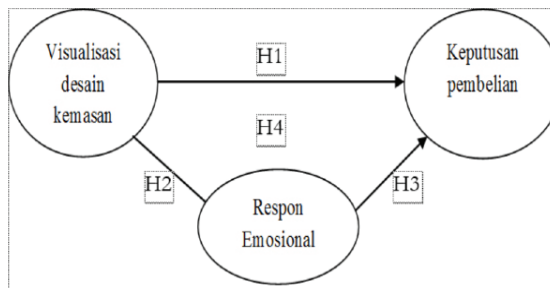 Visualisasi
desain
kemasan
H1
Keputusan
pembelian
H4
H2
H3
Respon
Emosional